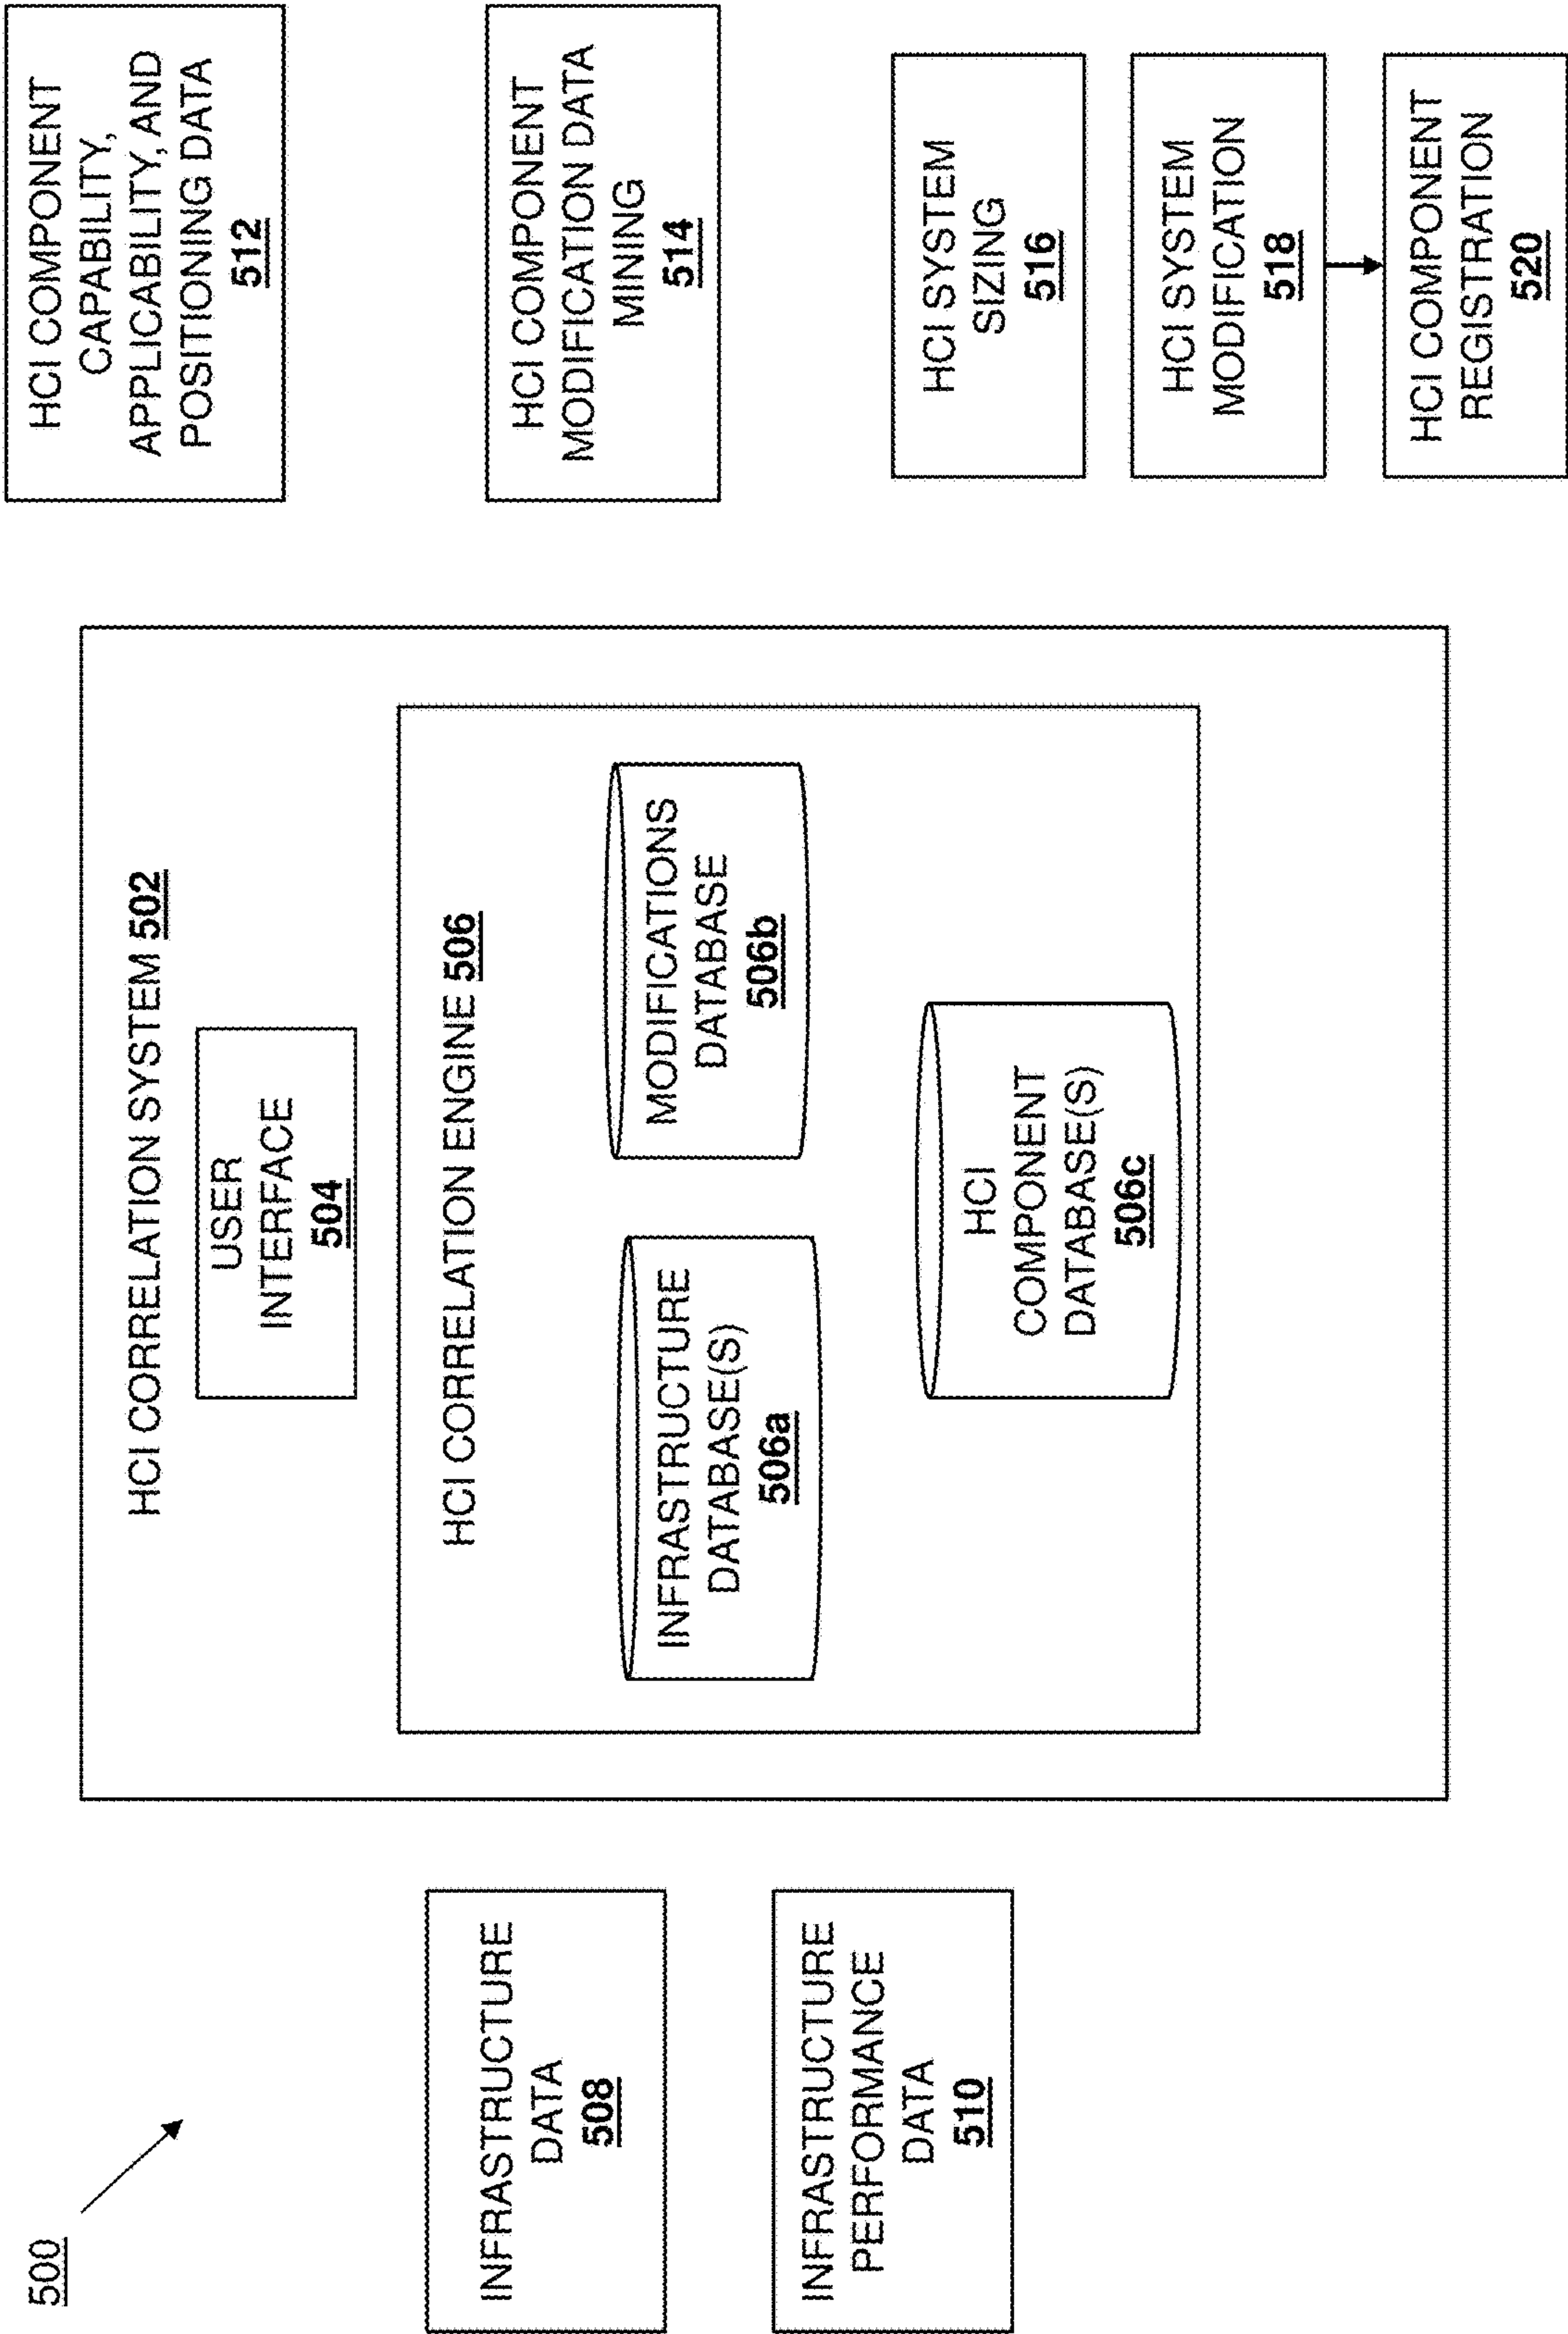 500
INFRASTRUCTURE
DATA
508
INFRASTRUCTURE
PERFORMANCE
DATA
510
HCI CORRELATION SYSTEM 502
USER
INTERFACE
504
HCI CORRELATION ENGINE 506
INFRASTRUCTURE
DATABASE(S)
506a
MODIFICATIONS
DATABASE
506b
HCI
COMPONENT
DATABASE(S)
506c
HCI COMPONENT
CAPABILITY,
APPLICABILITY, AND
POSITIONING DATA
512
HCI COMPONENT
MODIFICATION DATA
MINING
514
HCI SYSTEM
SIZING
516
HCI SYSTEM
MODIFICATION
518
HCI COMPONENT
REGISTRATION
520